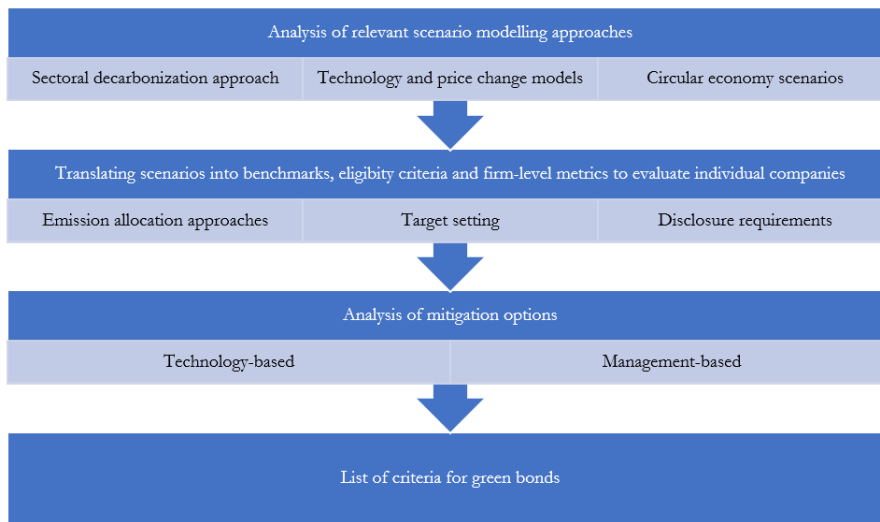 Analysis of relevant scenario modelling approaches
Sectoral decarbonization approach
Technology and price change models
Circular economy scenarios
Translating scenarios into benchmarks, eligibity criteria and firm-level metrics to evaluate individual companies
Emission allocation approaches
Target setting
Disclosure requirements
Analysis of mitigation options
Technology-based
Management-based
List of criteria for green bonds